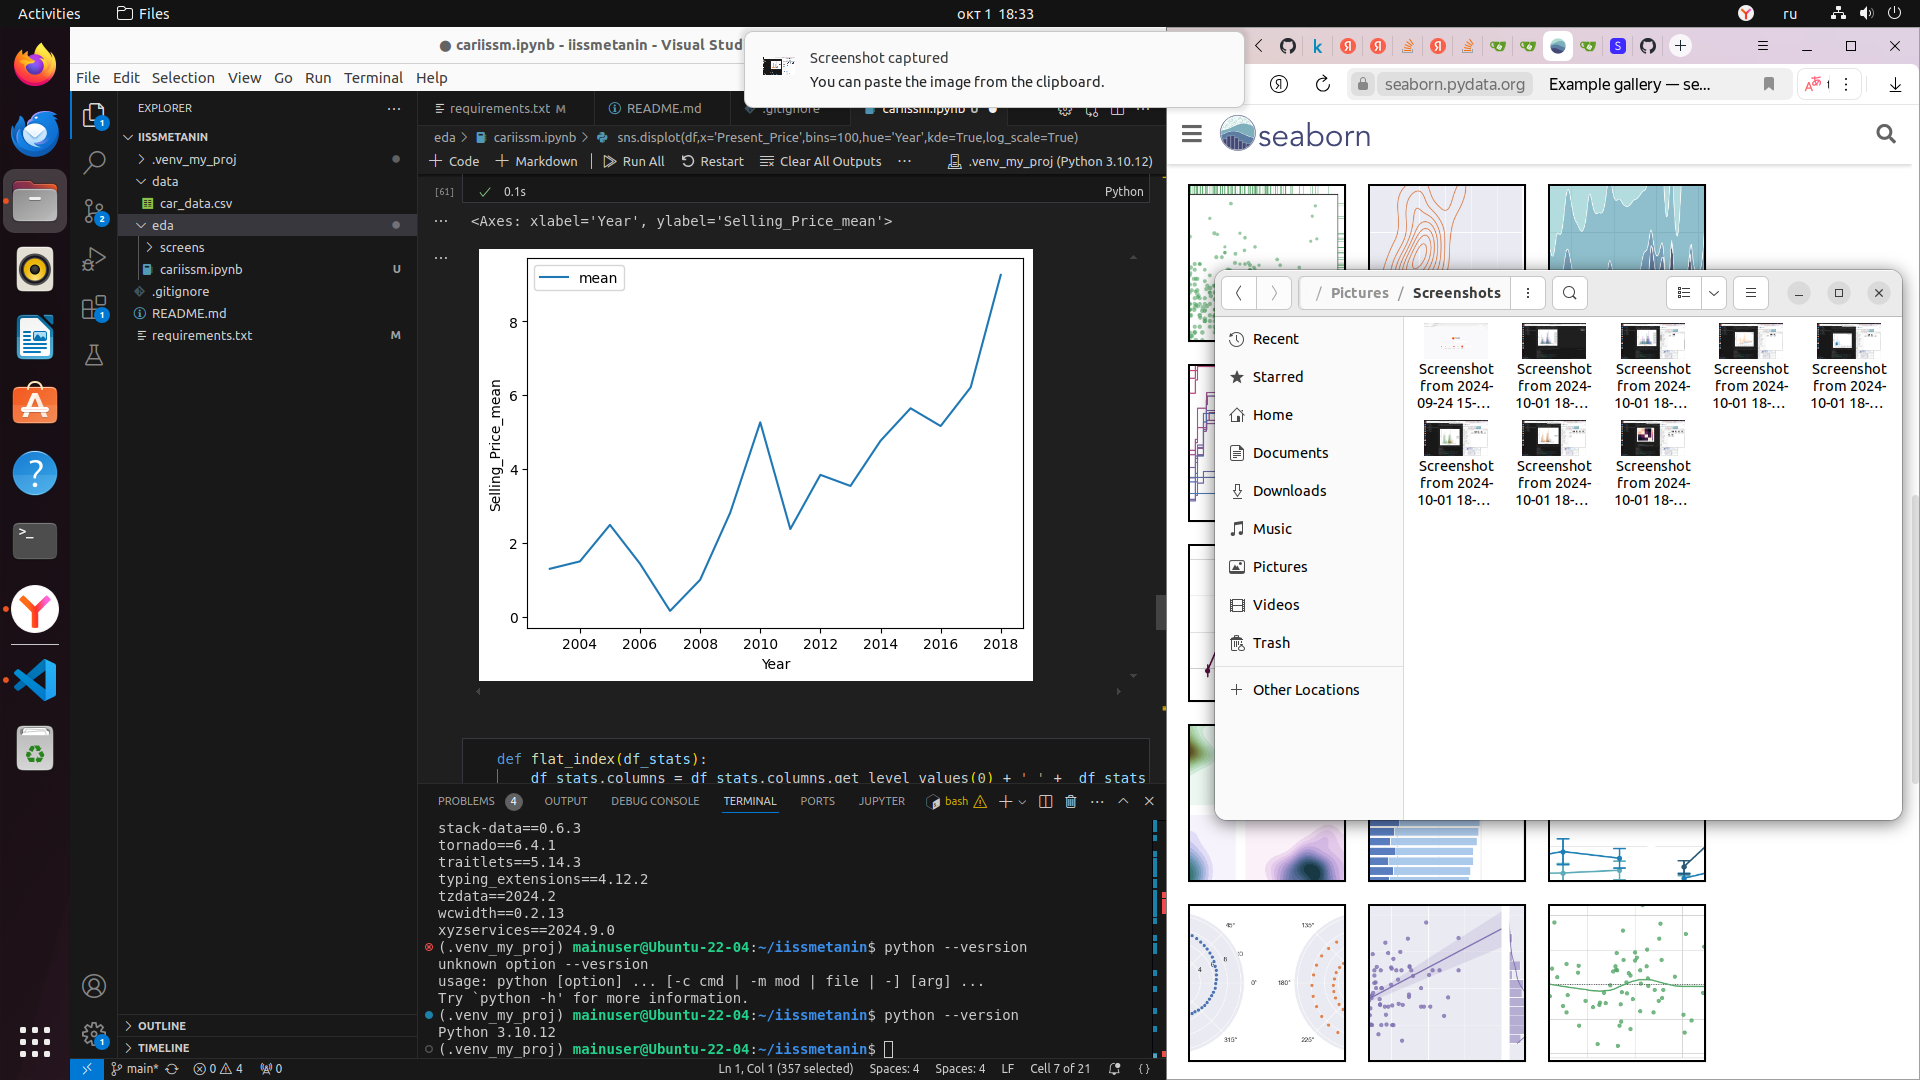 Activities
Files
окт 1 18:33
ru
cariissm.ipynb - iissmetanin - Visual Stud
File Edit Selection View Go Run Terminal Help
Screenshot captured
You can paste the image from the clipboard.
seaborn.pydata.org
Example gallery — se...
EXPLORER
IISSMETANIN
.venv_my_proj
data
car_data.csv
eda
screens
cariissm.ipynb U
.gitignore
README.md
requirements.txt M
OUTLINE
TIMELINE
requirements.txt M
README.md
.gitignore
cariissm.ipynb U
eda > cariissm.ipynb > sns.displot(df,x='Present_Price',bins=100,hue='Year',kde=True,log_scale=True)
Code Markdown Run All Restart Clear All Outputs ... .venv_my_proj (Python 3.10.12)
[61] 0.1s Python
<Axes: xlabel='Year', ylabel='Selling_Price_mean'>
mean
Selling_Price_mean
8
6
4
2
0
2004 2006 2008 2010 2012 2014 2016 2018
Year
def flat_index(df_stats):
df_stats.columns = df_stats.columns.get_level_values(0) + '_' + df_stats
PROBLEMS 4 OUTPUT DEBUG CONSOLE TERMINAL PORTS JUPYTER bash
stack-data==0.6.3
tornado==6.4.1
traitlets==5.14.3
typing_extensions==4.12.2
tzdata==2024.2
wcwidth==0.2.13
xyzservices==2024.9.0
(.venv_my_proj) mainuser@Ubuntu-22-04:~/iissmetanin$ python --vesrsion
unknown option --vesrsion
usage: python [option] ... [-c cmd | -m mod | file | -] [arg] ...
Try `python -h' for more information.
(.venv_my_proj) mainuser@Ubuntu-22-04:~/iissmetanin$ python --version
Python 3.10.12
(.venv_my_proj) mainuser@Ubuntu-22-04:~/iissmetanin$
main* 0 4 0
Ln 1, Col 1 (357 selected) Spaces: 4 Spaces: 4 LF Cell 7 of 21
seaborn
/ Pictures / Screenshots
Recent
Starred
Home
Documents
Downloads
Music
Pictures
Videos
Trash
Other Locations
Screenshot from 2024-09-24 15-...
Screenshot from 2024-10-01 18-...
Screenshot from 2024-10-01 18-...
Screenshot from 2024-10-01 18-...
Screenshot from 2024-10-01 18-...
Screenshot from 2024-10-01 18-...
Screenshot from 2024-10-01 18-...
Screenshot from 2024-10-01 18-...
45° 135°
0° 180°
315° 225°